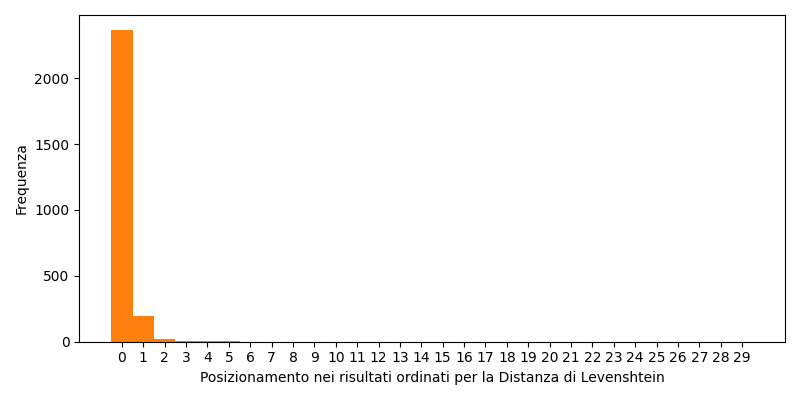 Frequenza
2000
1500
1000
500
0
0 1 2 3 4 5 6 7 8 9 10 11 12 13 14 15 16 17 18 19 20 21 22 23 24 25 26 27 28 29
Posizionamento nei risultati ordinati per la Distanza di Levenshtein